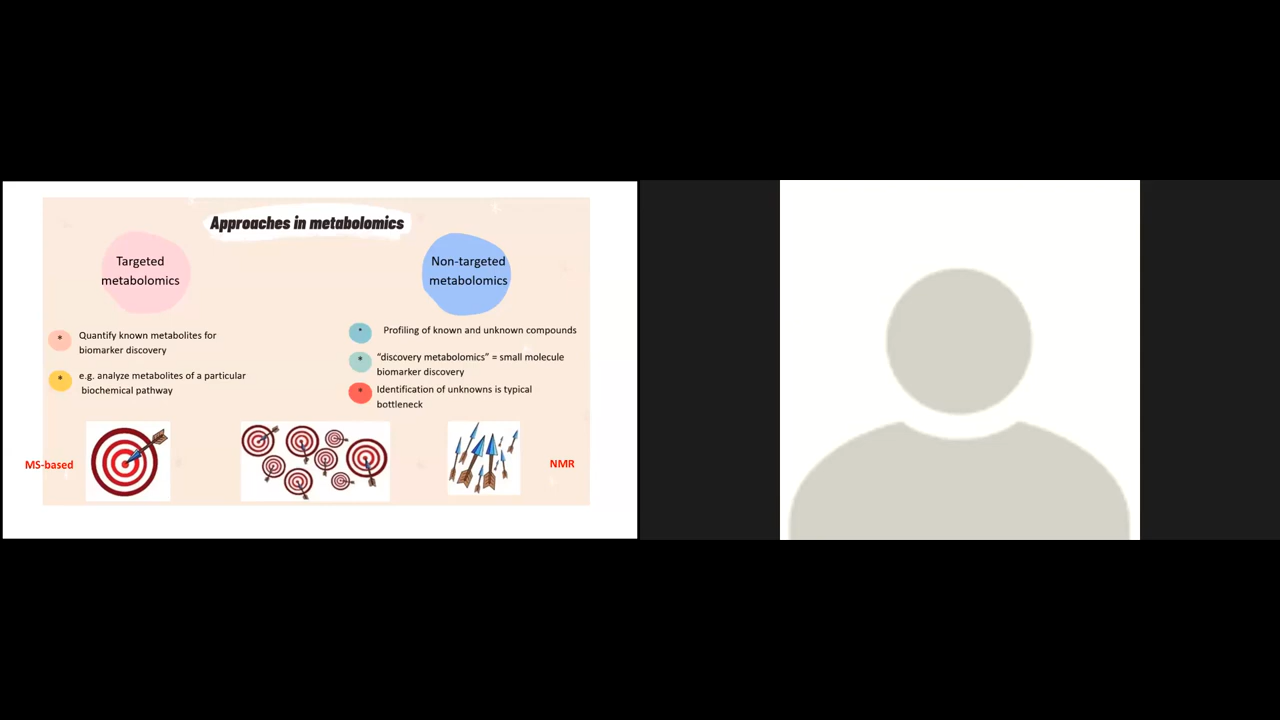 Approaches in metabolomics
Targeted
metabolomics
* Quantify known metabolites for
biomarker discovery
* e.g. analyze metabolites of a particular
biochemical pathway
Non-targeted
metabolomics
* Profiling of known and unknown compounds
* “discovery metabolomics” = small molecule
biomarker discovery
* Identification of unknowns is typical
bottleneck
MS-based
NMR